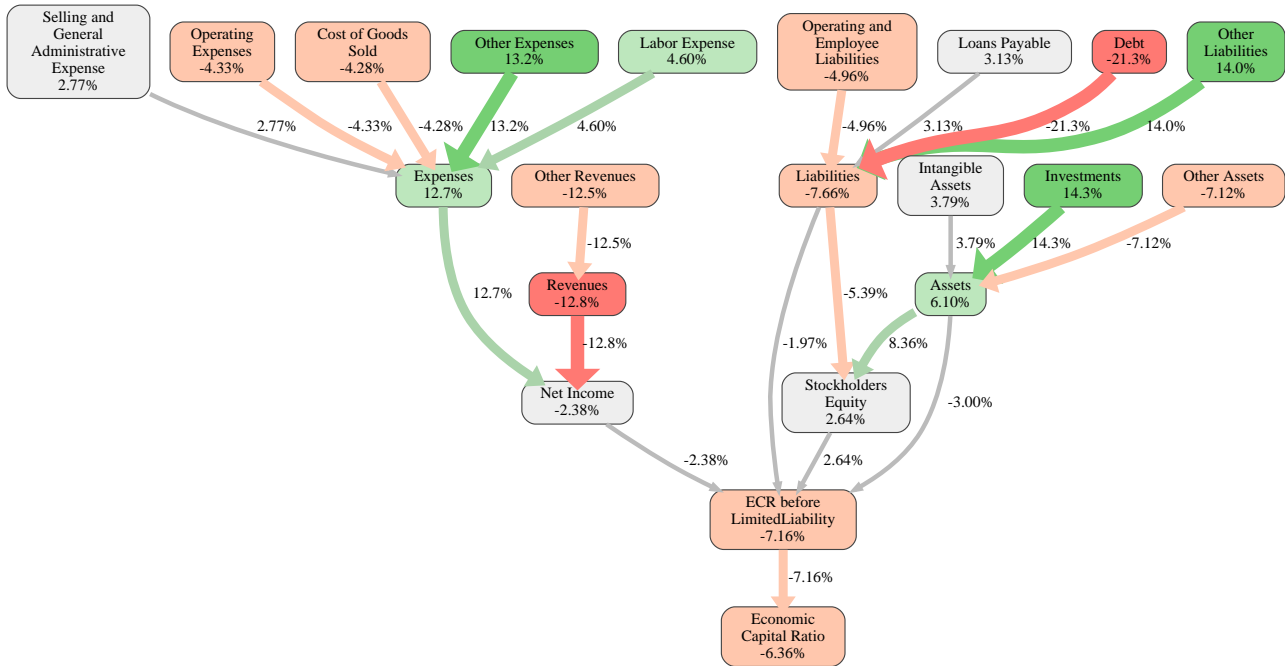 Selling and
General
Administrative
Expense
2.77%
Operating
Expenses
-4.33%
Cost of Goods
Sold
-4.28%
Other Expenses
13.2%
Labor Expense
4.60%
Operating and
Employee
Liabilities
-4.96%
Loans Payable
3.13%
Debt
-21.3%
Other
Liabilities
14.0%
2.77%
-4.33%
-4.28%
13.2%
4.60%
-4.96%
3.13%
-21.3%
14.0%
Expenses
12.7%
Other Revenues
-12.5%
Liabilities
-7.66%
Intangible
Assets
3.79%
Investments
14.3%
Other Assets
-7.12%
-12.5%
3.79%
14.3%
-7.12%
12.7%
Revenues
-12.8%
-5.39%
Assets
6.10%
-12.8%
-1.97%
8.36%
Net Income
-2.38%
Stockholders
Equity
2.64%
-3.00%
-2.38%
2.64%
ECR before
LimitedLiability
-7.16%
-7.16%
Economic
Capital Ratio
-6.36%